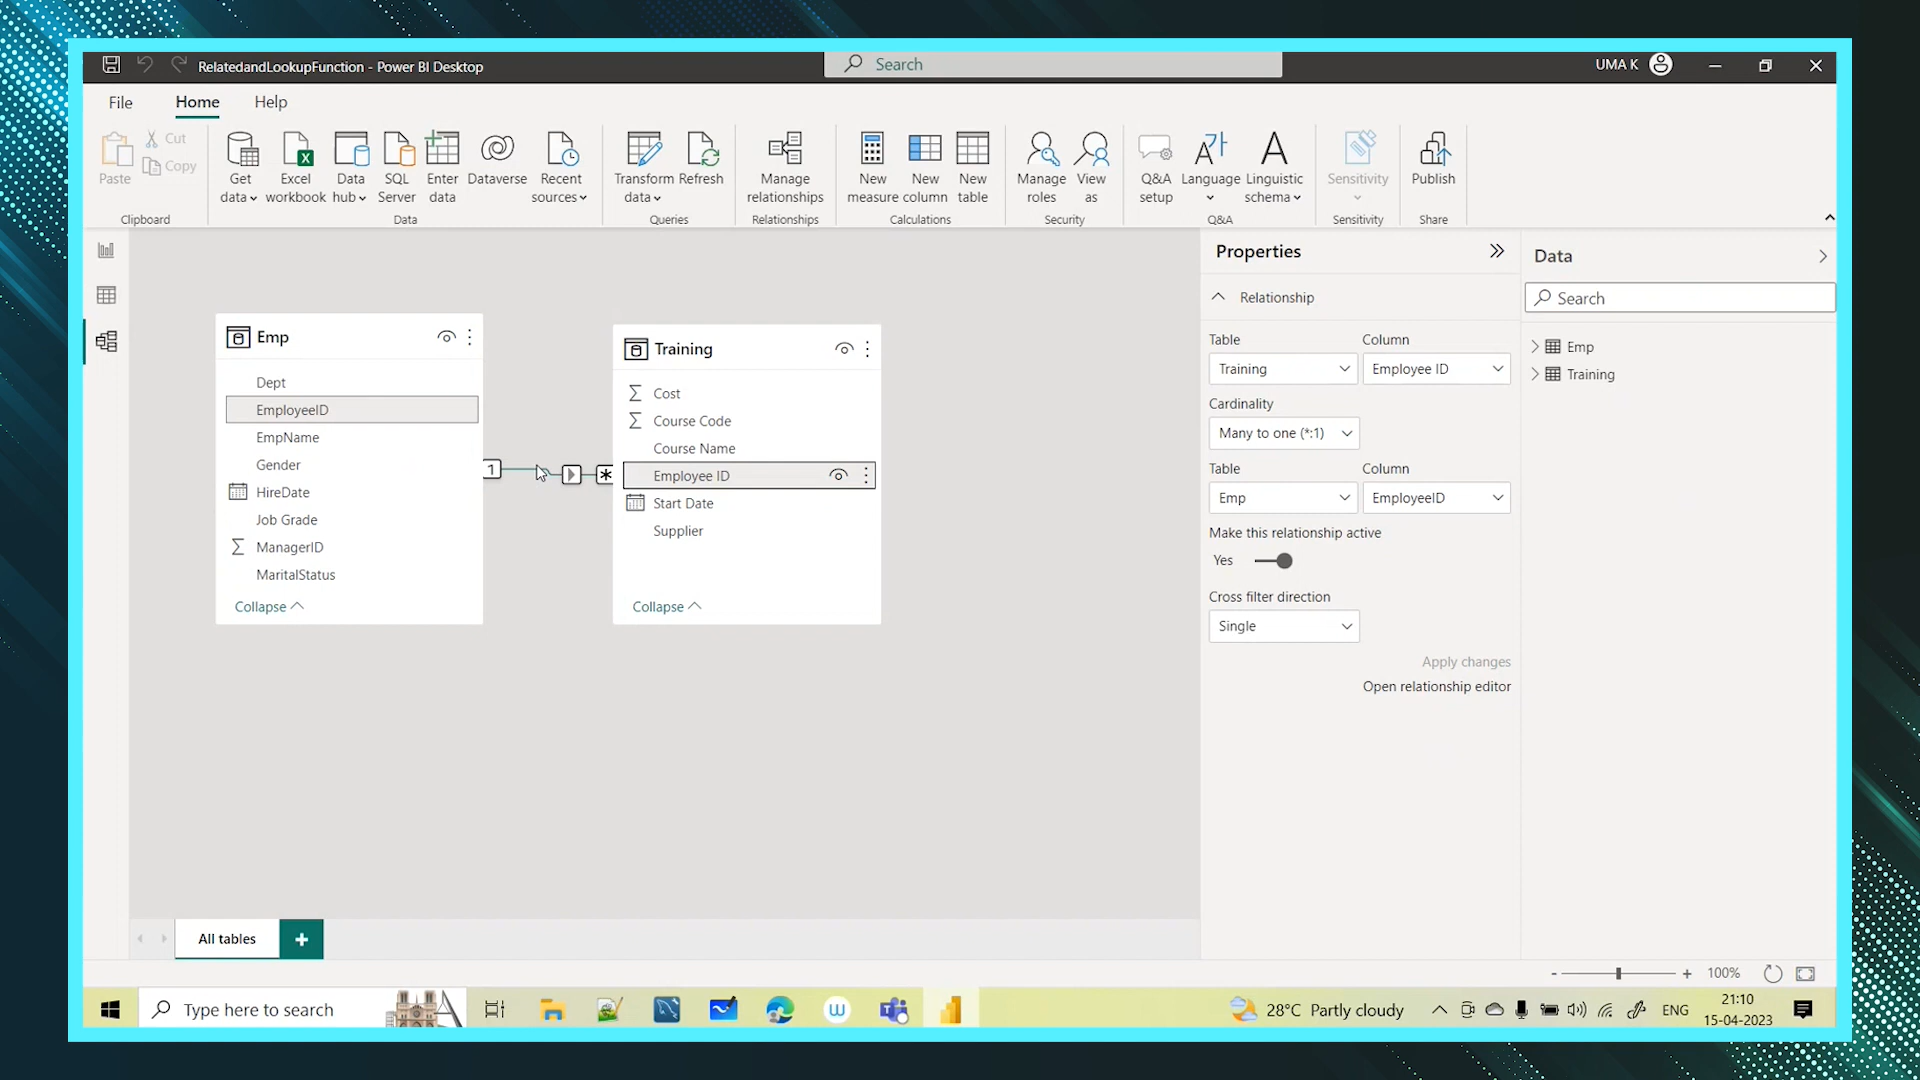 RelatedandLookupFunction - Power BI Desktop
Search
UMA K
File Home Help
Paste
Cut
Copy
Clipboard
Get data
Excel workbook
Data hub
SQL Server
Enter data
Dataverse
Recent sources
Data
Transform data
Refresh
Queries
Manage relationships
Relationships
New measure
New column
New table
Calculations
Manage roles
View as
Security
Q&A setup
Language
Linguistic schema
Q&A
Sensitivity
Sensitivity
Publish
Share
Emp
Dept
EmployeeID
EmpName
Gender
HireDate
Job Grade
ManagerID
MaritalStatus
Collapse
1
*
Training
Cost
Course Code
Course Name
Employee ID
Start Date
Supplier
Collapse
Properties
Relationship
Table Column
Training Employee ID
Cardinality
Many to one (*:1)
Table Column
Emp EmployeeID
Make this relationship active
Yes
Cross filter direction
Single
Apply changes
Open relationship editor
Data
Search
Emp
Training
All tables
+
- + 100%
Type here to search
28°C Partly cloudy
ENG
21:10
15-04-2023